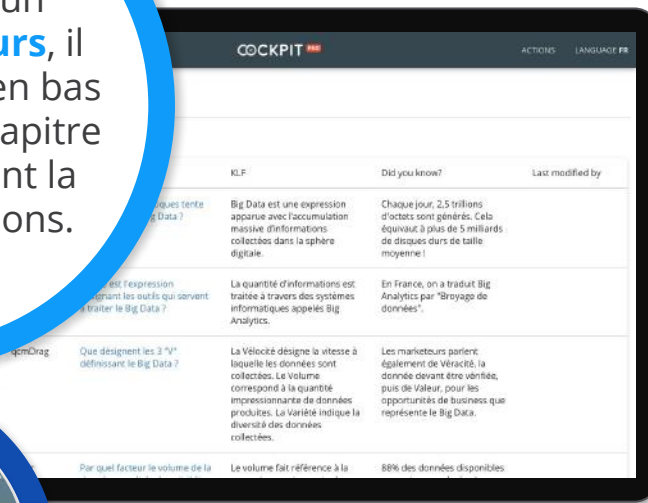 un
urs, il
en bas
apitre
nt la
ons.
COCKPIT PRO
ACTIONS LANGUAGE FR
KLF
Did you know?
Last modified by
ques tente
Data ?
Big Data est une expression
apparue avec l'accumulation
massive d'informations
collectées dans la sphère
digitale.
Chaque jour, 2,5 trillions
d'octets sont générés. Cela
équivaut à plus de 5 milliards
de disques durs de taille
moyenne !
est l'expression
gnant les outils qui servent
à traiter le Big Data ?
La quantité d'informations est
traitée à travers des systèmes
informatiques appelés Big
Analytics.
En France, on a traduit Big
Analytics par "Broyage de
données".
qcmDrag
Que désignent les 3 "V"
définissant le Big Data ?
La Vélocité désigne la vitesse à
laquelle les données sont
collectées. Le Volume
correspond à la quantité
impressionnante de données
produites. La Variété indique la
diversité des données
collectées.
Les marketeurs parlent
également de Véracité, la
donnée devant être vérifiée,
puis de Valeur, pour les
opportunités de business que
représente le Big Data.
Par quel facteur le volume de la
Le volume fait référence à la
88% des données disponibles